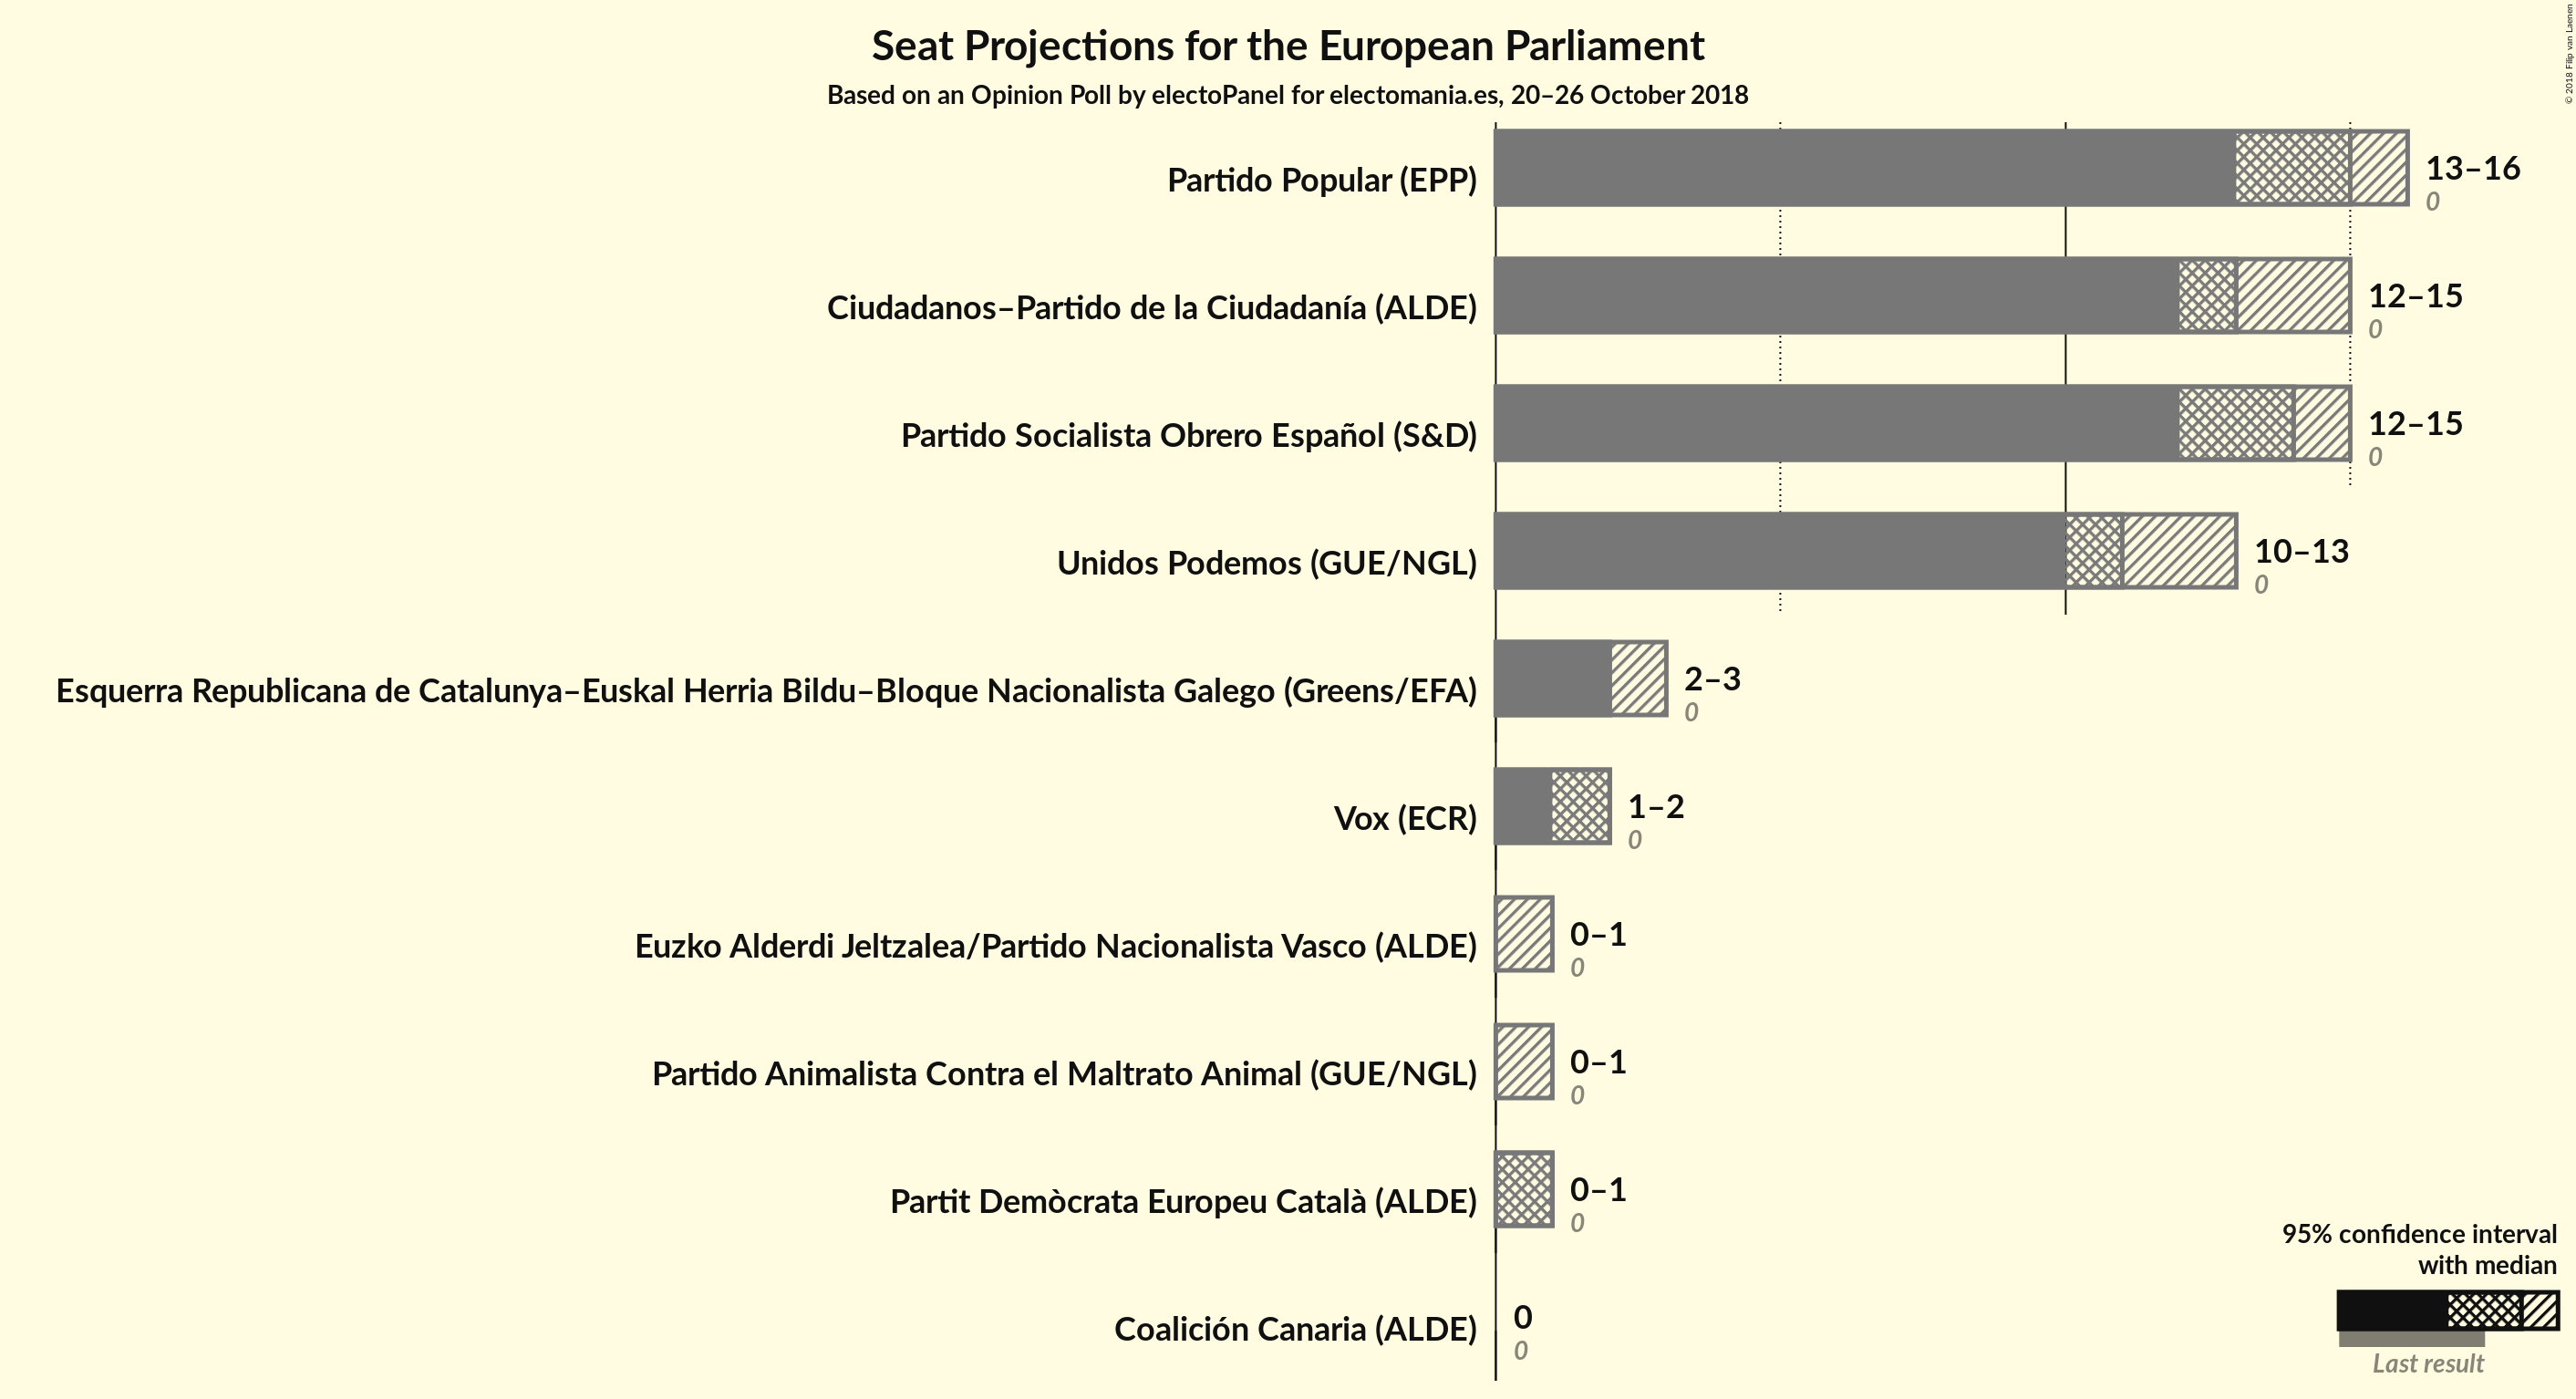 Seat Projections for the European Parliament
Based on an Opinion Poll by electoPanel for electomania.es, 20–26 October 2018
© 2018 Filip van Laenen
Partido Popular (EPP)
13–16
0
Ciudadanos–Partido de la Ciudadanía (ALDE)
12–15
0
Partido Socialista Obrero Español (S&D)
12–15
0
Unidos Podemos (GUE/NGL)
10–13
0
Esquerra Republicana de Catalunya–Euskal Herria Bildu–Bloque Nacionalista Galego (Greens/EFA)
2–3
0
Vox (ECR)
1–2
0
Euzko Alderdi Jeltzalea/Partido Nacionalista Vasco (ALDE)
0–1
0
Partido Animalista Contra el Maltrato Animal (GUE/NGL)
0–1
0
Partit Demòcrata Europeu Català (ALDE)
0–1
0
Coalición Canaria (ALDE)
0
0
95% confidence interval
with median
Last result